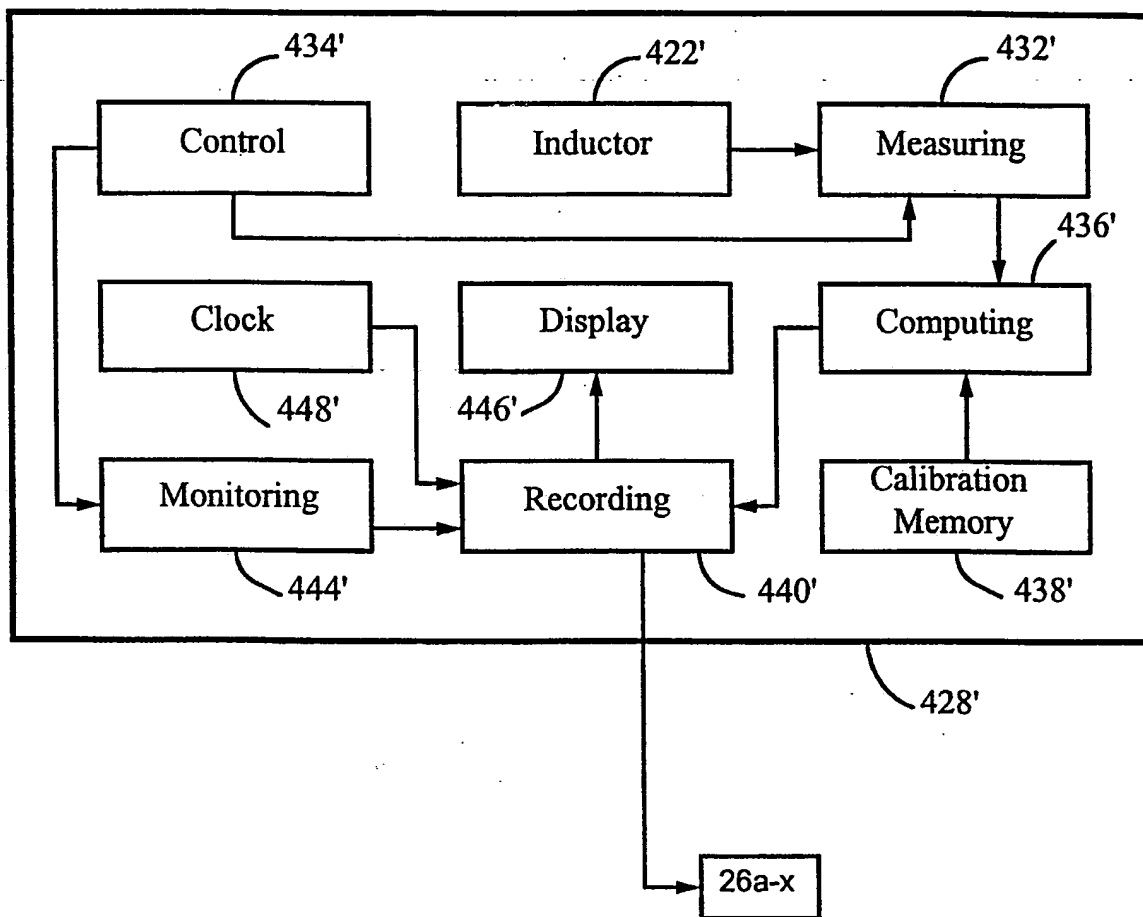 434'
422'
432'
Control
Inductor
Measuring
436'
Clock
Display
Computing
448'
446'
Monitoring
Recording
Calibration
Memory
444'
440'
438'
428'
26a-x